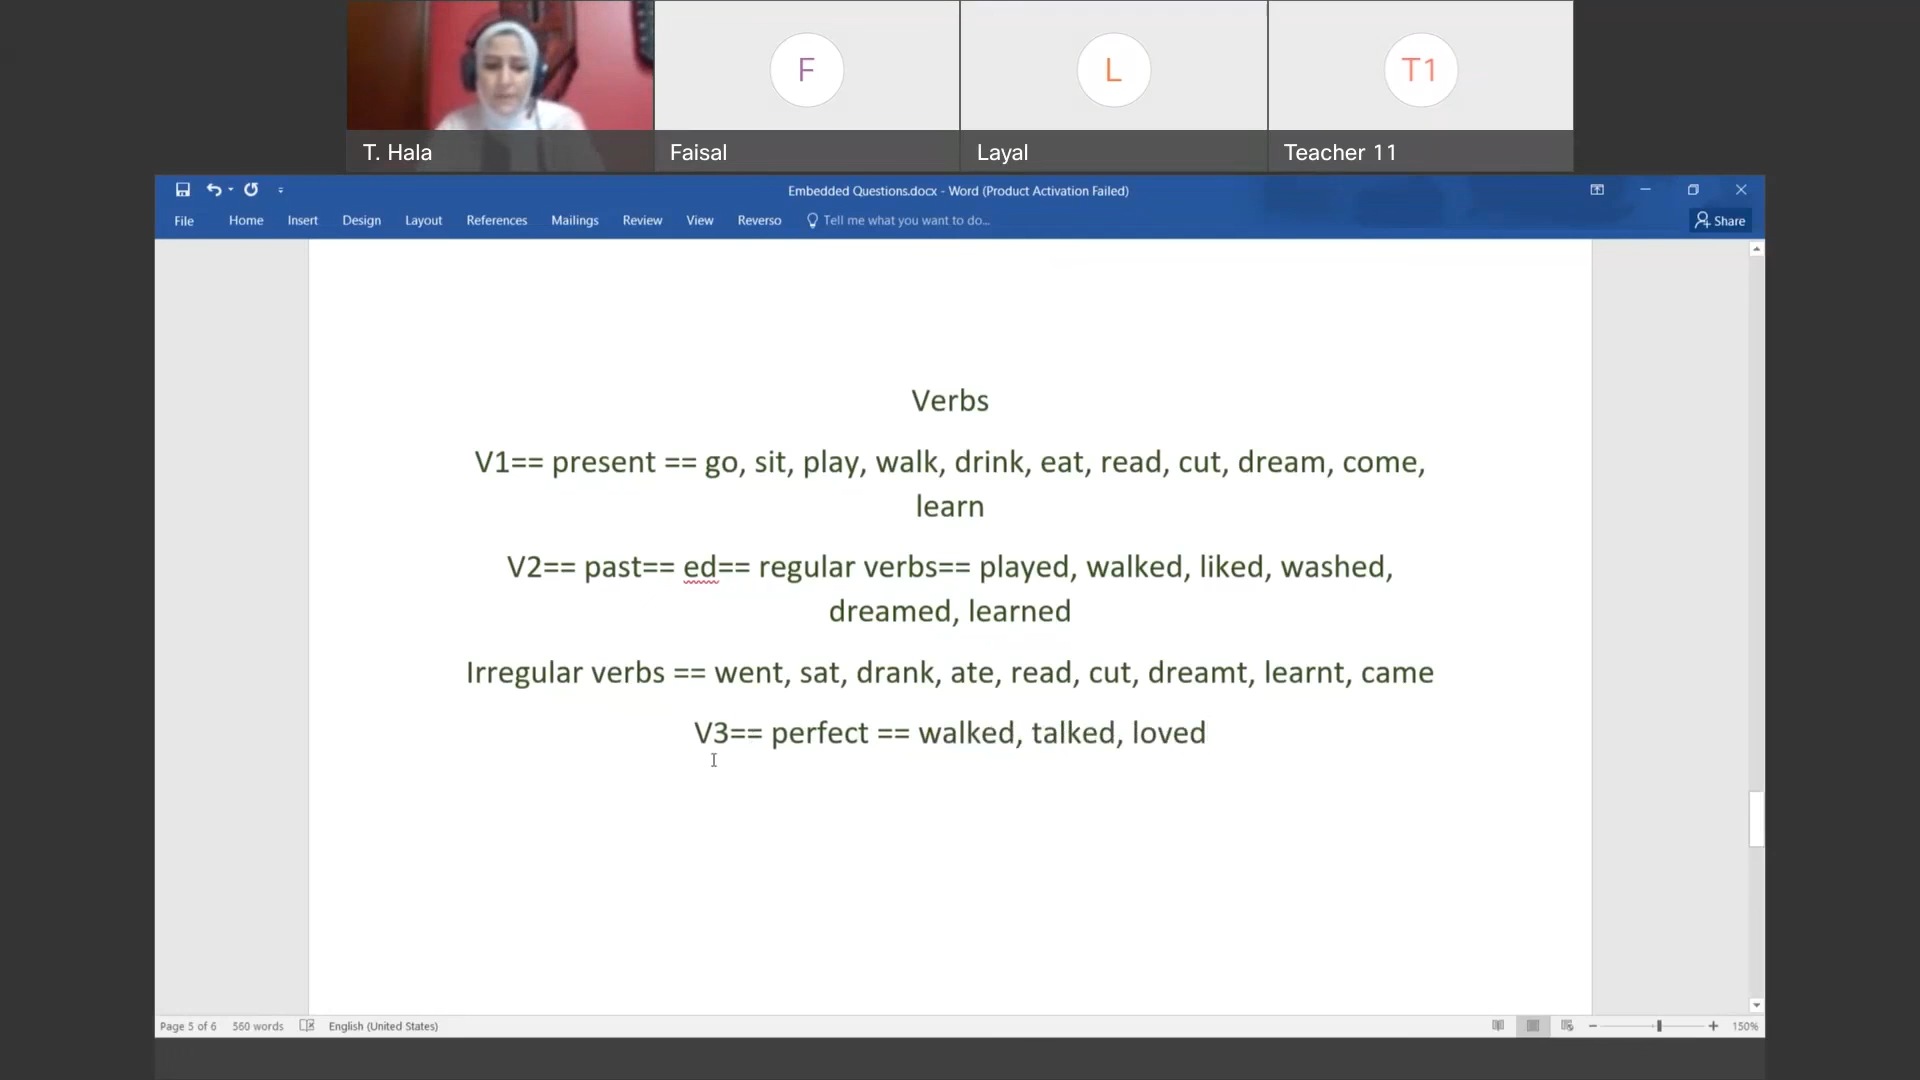 F
L
T1
T. Hala
Faisal
Layal
Teacher 11
Embedded Questions.docx - Word (Product Activation Failed)
File Home Insert Design Layout References Mailings Review View Reverso Tell me what you want to do... Share
Verbs
V1== present == go, sit, play, walk, drink, eat, read, cut, dream, come,
learn
V2== past== ed== regular verbs== played, walked, liked, washed,
dreamed, learned
Irregular verbs == went, sat, drank, ate, read, cut, dreamt, learnt, came
V3== perfect == walked, talked, loved
Page 5 of 6 560 words English (United States) 150%